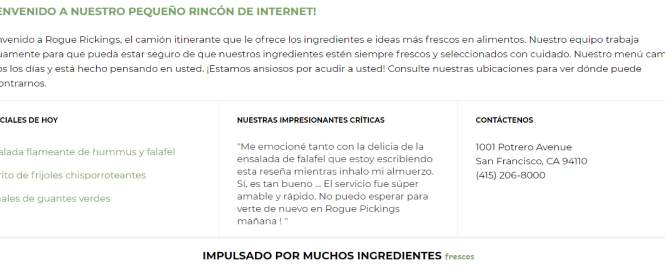 ENVENIDO A NUESTRO PEQUEÑO RINCÓN DE INTERNET!
nvenido a Rogue Rickings, el camión itinerante que le ofrece los ingredientes e ideas más frescos en alimentos. Nuestro equipo trabaja
uamente para que pueda estar seguro de que nuestros ingredientes estén siempre frescos y seleccionados con cuidado. Nuestro menú cam
os los días y está hecho pensando en usted. ¡Estamos ansiosos por acudir a usted! Consulte nuestras ubicaciones para ver dónde puede
ontrarnos.
CIALES DE HOY
alada flameante de hummus y falafel
rito de frijoles chisporroteantes
ales de guantes verdes
NUESTRAS IMPRESIONANTES CRÍTICAS
"Me emocioné tanto con la delicia de la
ensalada de falafel que estoy escribiendo
esta reseña mientras inhalo mi almuerzo.
Sí, es tan bueno ... El servicio fue súper
amable y rápido. No puedo esperar para
verte de nuevo en Rogue Pickings
mañana ! "
CONTÁCTENOS
1001 Potrero Avenue
San Francisco, CA 94110
(415) 206-8000
IMPULSADO POR MUCHOS INGREDIENTES frescos